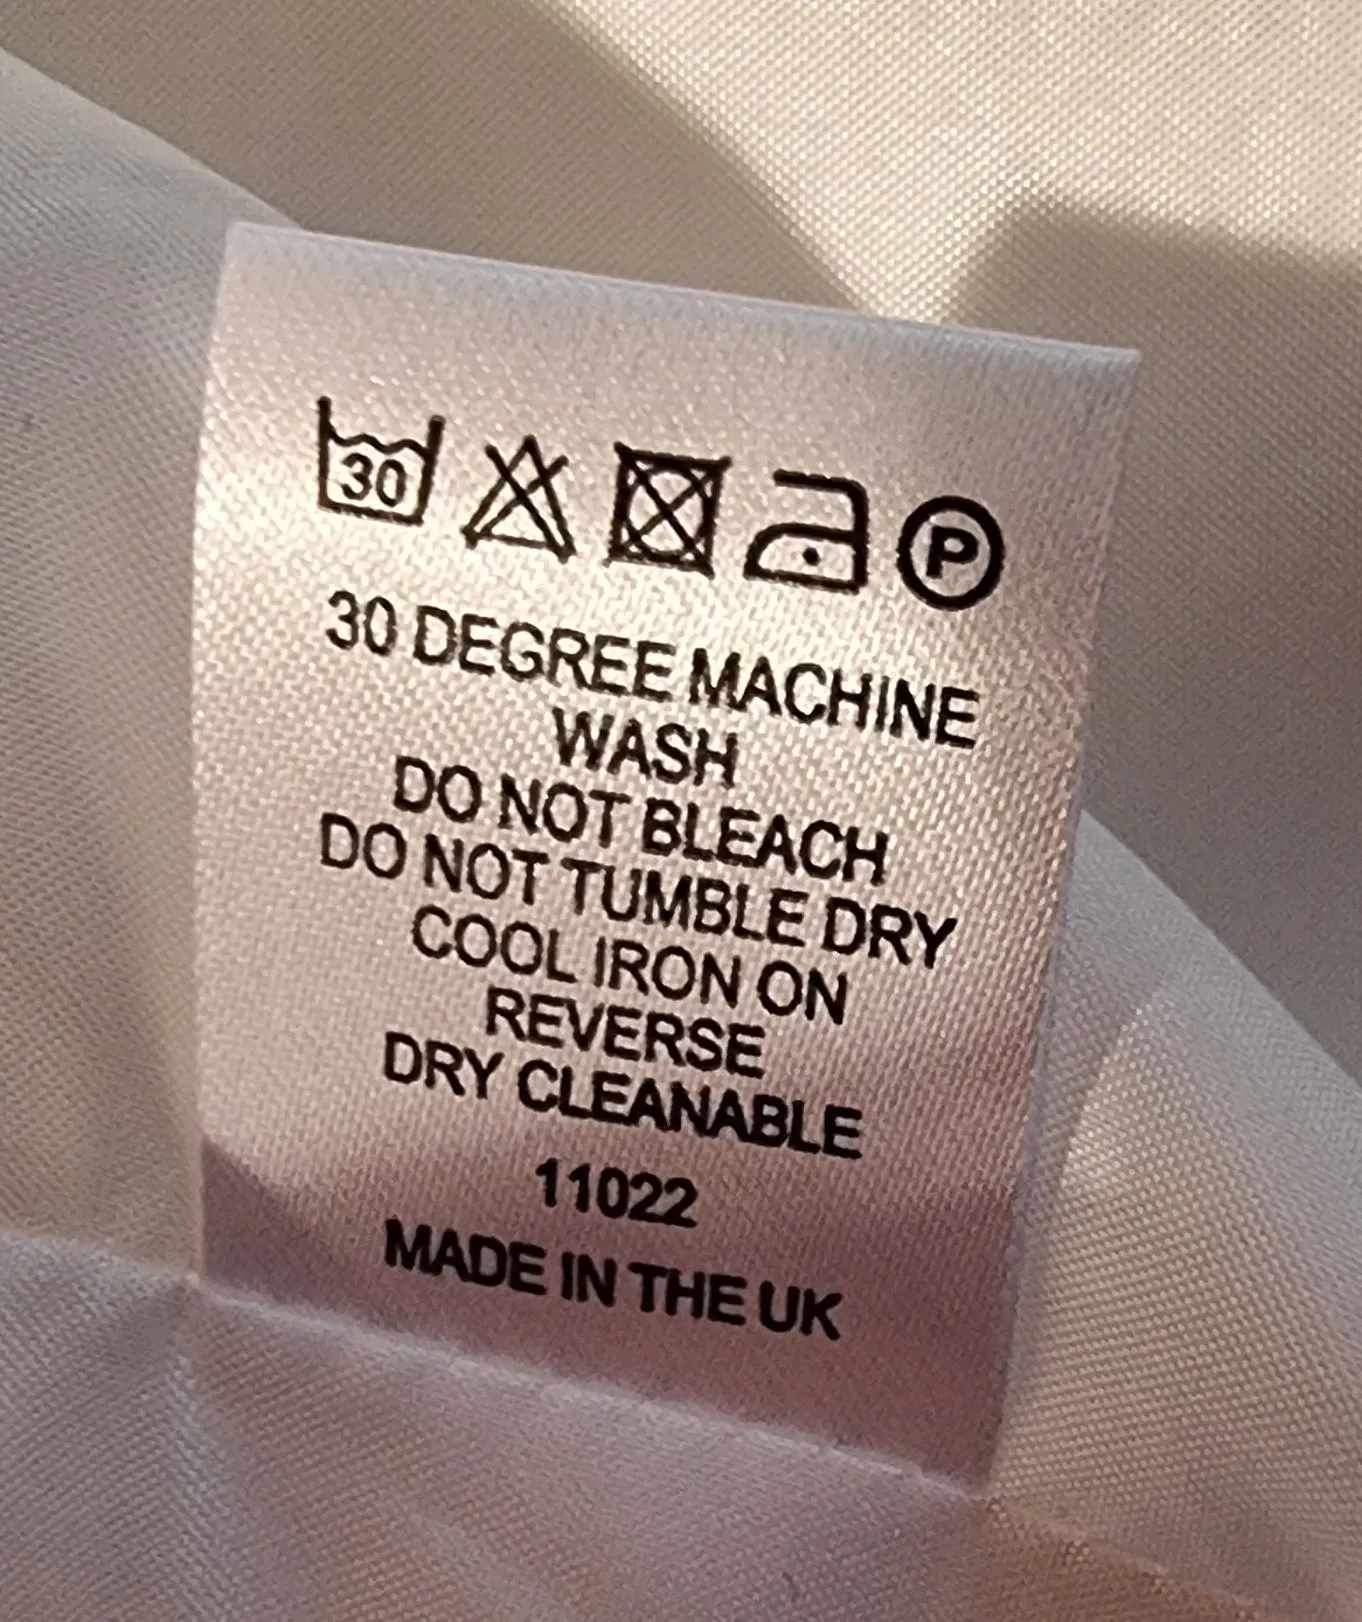 30 P
30 DEGREE MACHINE
WASH
DO NOT BLEACH
DO NOT TUMBLE DRY
COOL IRON ON
REVERSE
DRY CLEANABLE
11022
MADE IN THE UK